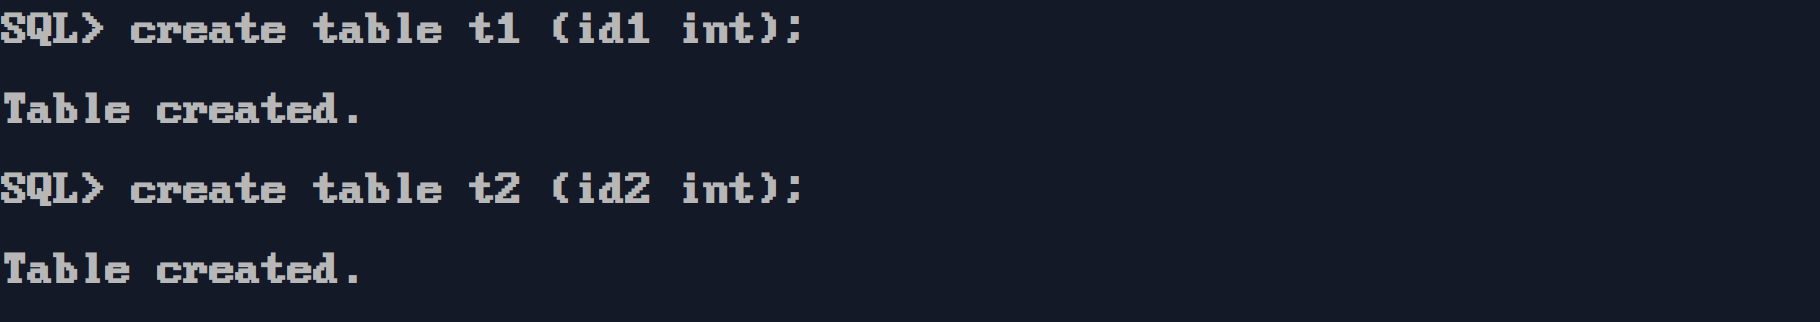 SQL> create table t1 (id1 int);
Table created.
SQL> create table t2 (id2 int);
Table created.